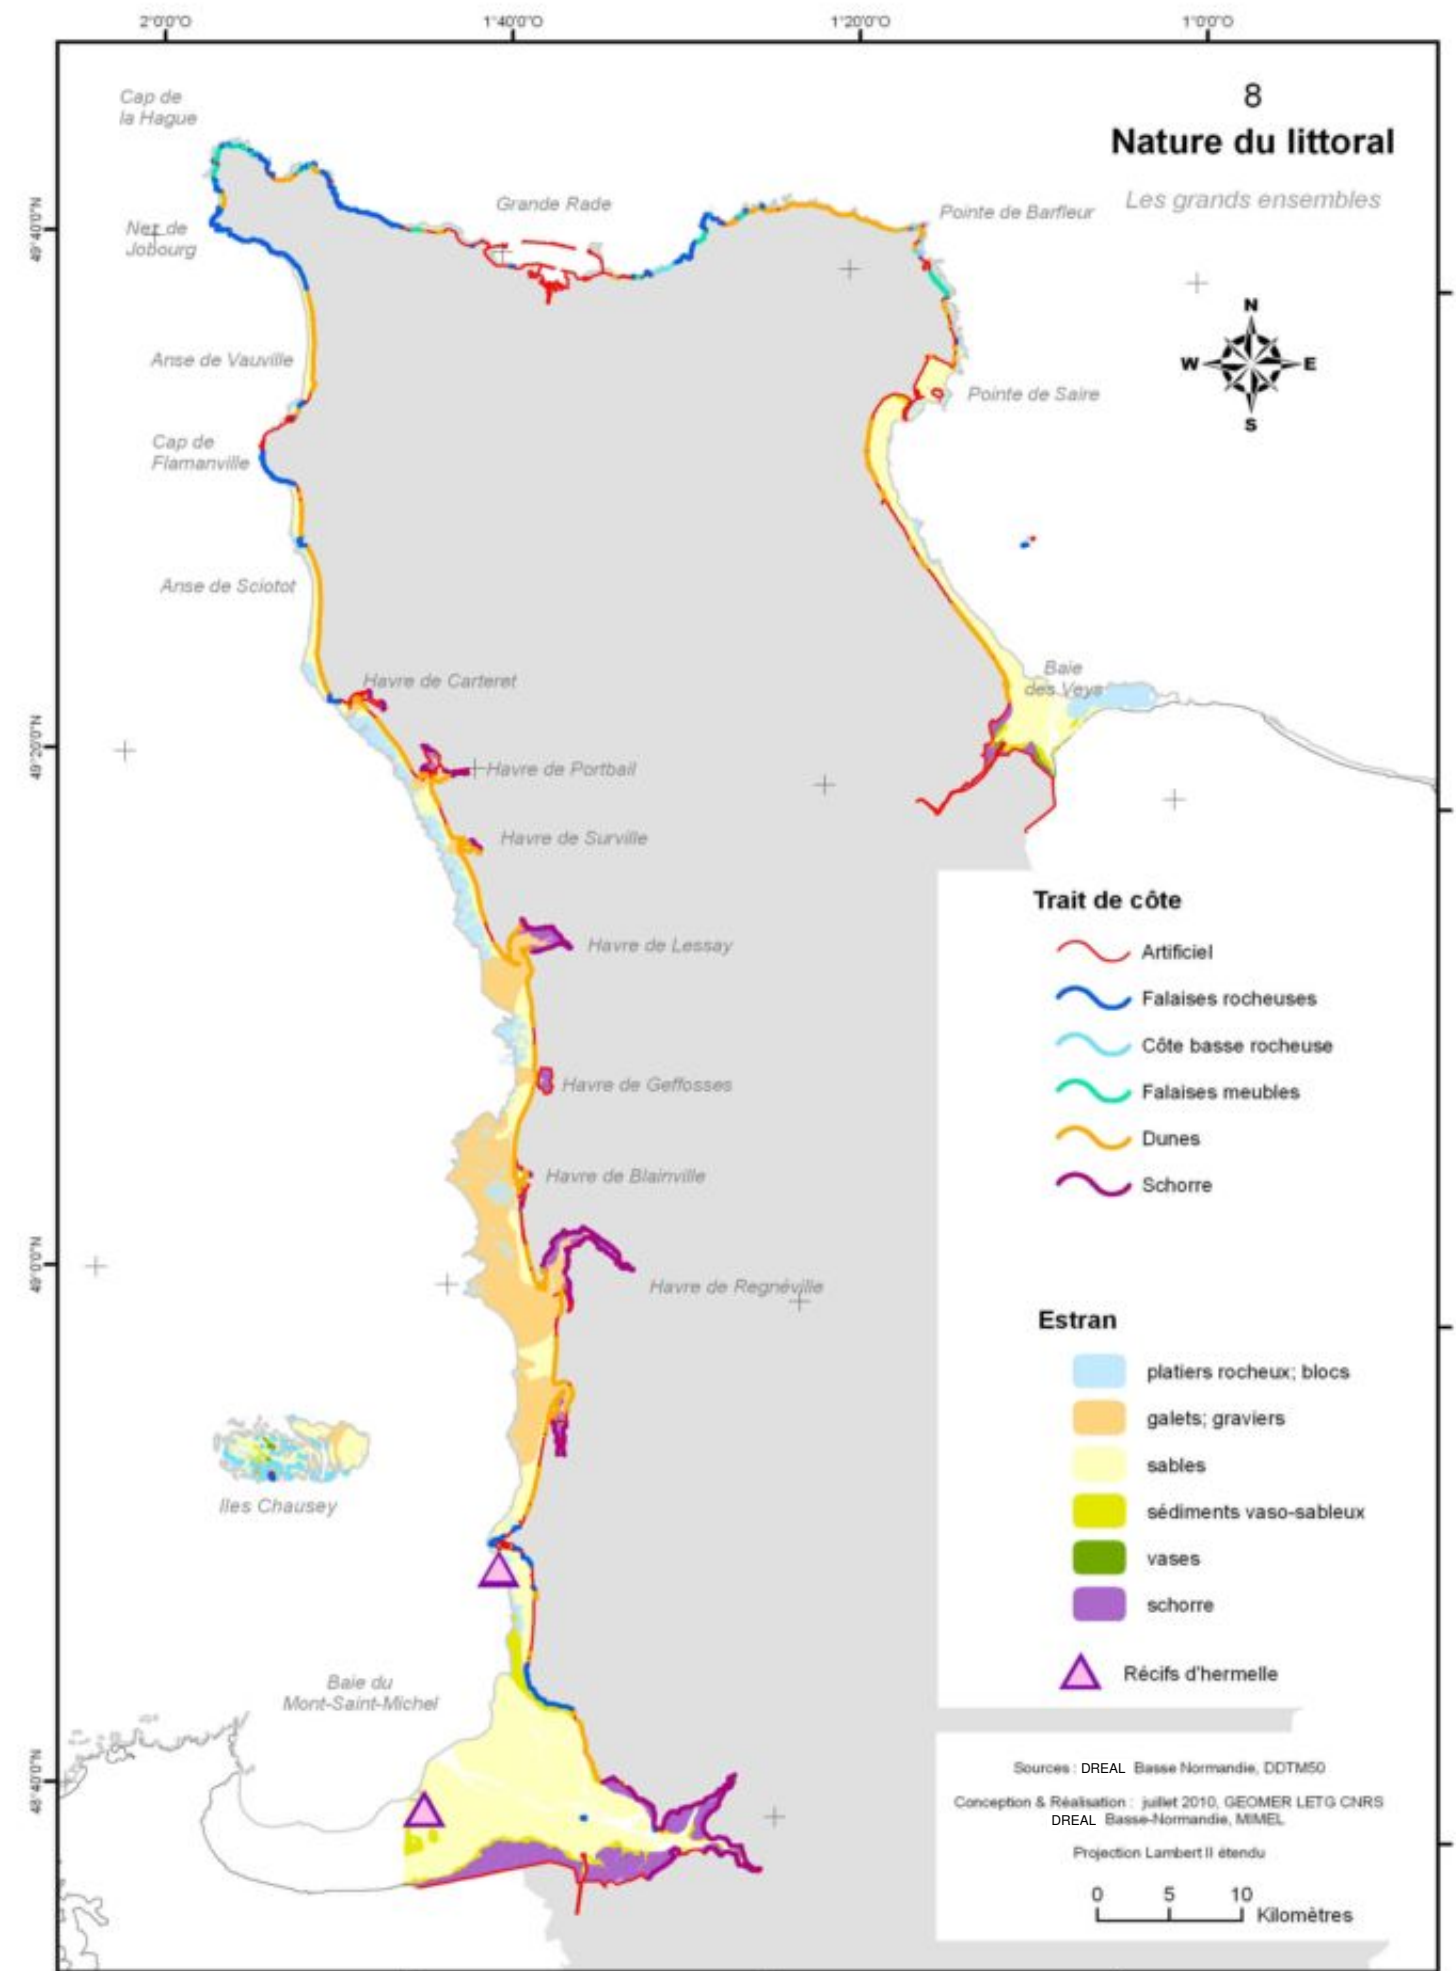 2°0'0"O
1°40'0"O
1°20'0"O
1°0'0"O
8
Nature du littoral
Les grands ensembles
Cap de
la Hague
Grande Rade
Pointe de Barfleur
49°40'0"N
Nez de
Jobourg
N
W
E
S
Anse de Vauville
Pointe de Saire
Cap de
Flamanville
Anse de Sciotot
Baie
des Veys
Havre de Carteret
49°20'0"N
Havre de Portbail
Havre de Surville
Havre de Lessay
Havre de Geffosses
Havre de Blainville
49°0'0"N
Havre de Regnéville
Iles Chausey
Baie du
Mont-Saint-Michel
48°40'0"N
Trait de côte
Artificiel
Falaises rocheuses
Côte basse rocheuse
Falaises meubles
Dunes
Schorre
Estran
platiers rocheux; blocs
galets; graviers
sables
sédiments vaso-sableux
vases
schorre
Récifs d'hermelle
Sources : DREAL Basse Normandie, DDTM50
Conception & Réalisation : juillet 2010, GEOMER LETG CNRS
DREAL Basse-Normandie, MIMEL
Projection Lambert II étendu
0 5 10
Kilomètres